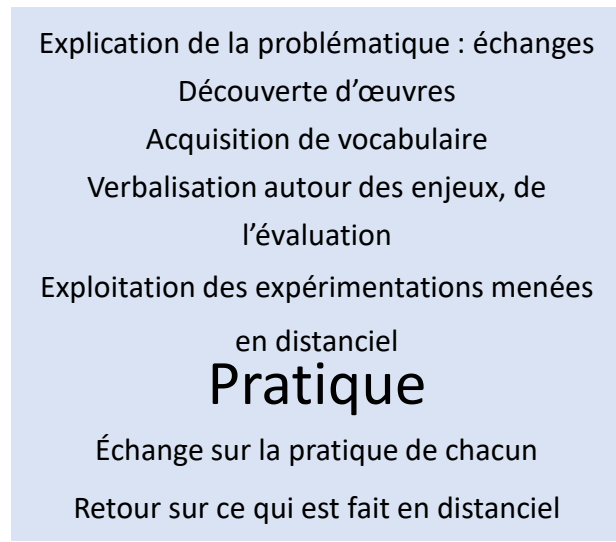 Explication de la problématique : échanges
Découverte d’œuvres
Acquisition de vocabulaire
Verbalisation autour des enjeux, de
l’évaluation
Exploitation des expérimentations menées
en distanciel
Pratique
Échange sur la pratique de chacun
Retour sur ce qui est fait en distanciel